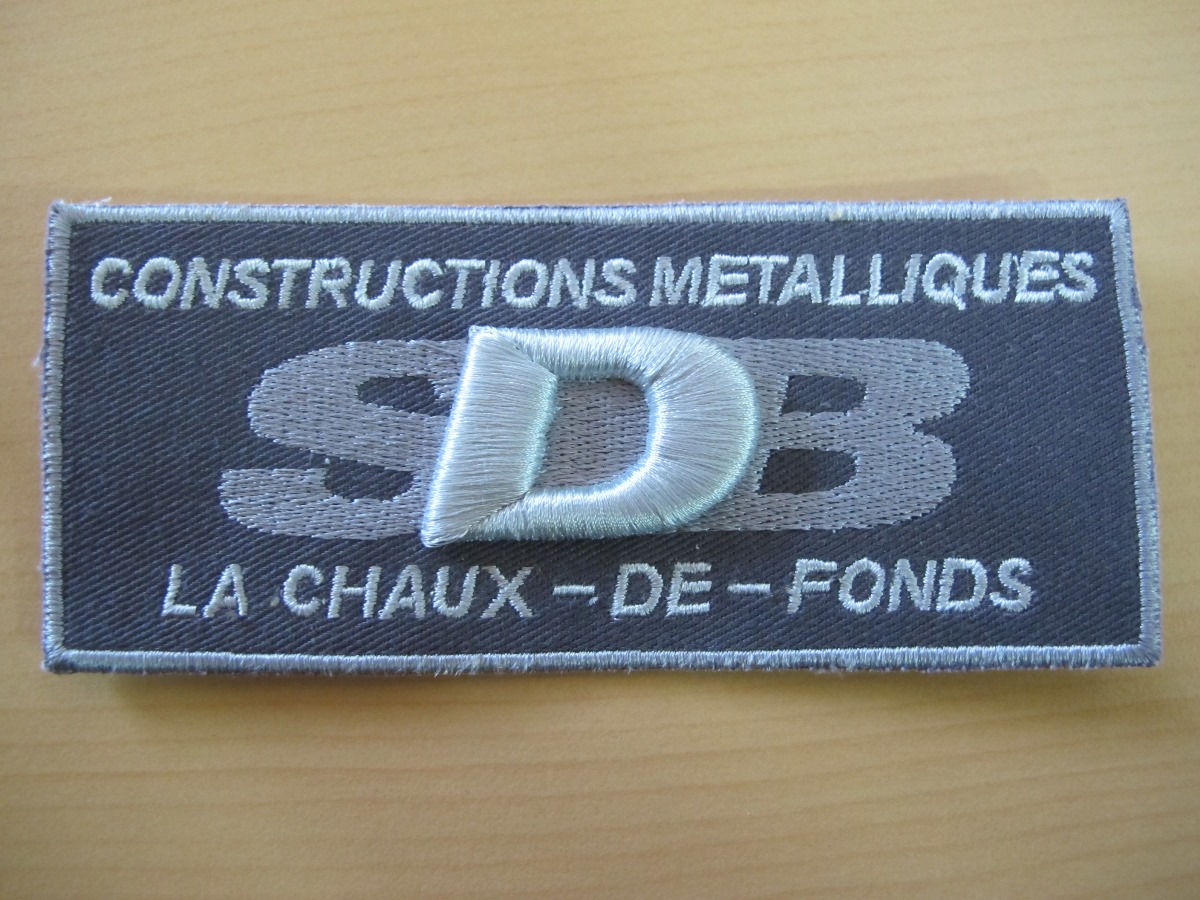 CONSTRUCTIONS METALLIQUES
SDB
LA CHAUX-DE-FONDS